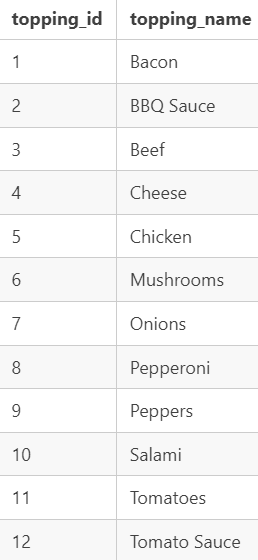 topping_id topping_name
1 Bacon
2 BBQ Sauce
3 Beef
4 Cheese
5 Chicken
6 Mushrooms
7 Onions
8 Pepperoni
9 Peppers
10 Salami
11 Tomatoes
12 Tomato Sauce